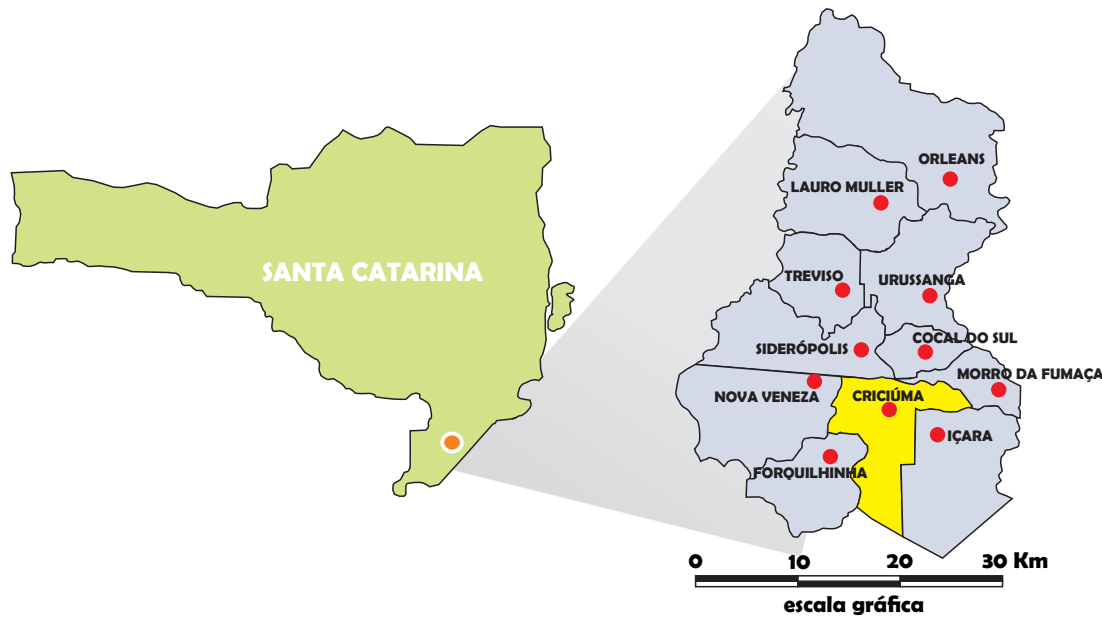 SANTA CATARINA
ORLEANS
LAURO MULLER
TREVISO
URUSSANGA
COCAL DO SUL
SIDERÓPOLIS
MORRO DA FUMAÇA
NOVA VENEZA
CRICIÚMA
IÇARA
FORQUILHINHA
0 10 20 30 Km
escala gráfica